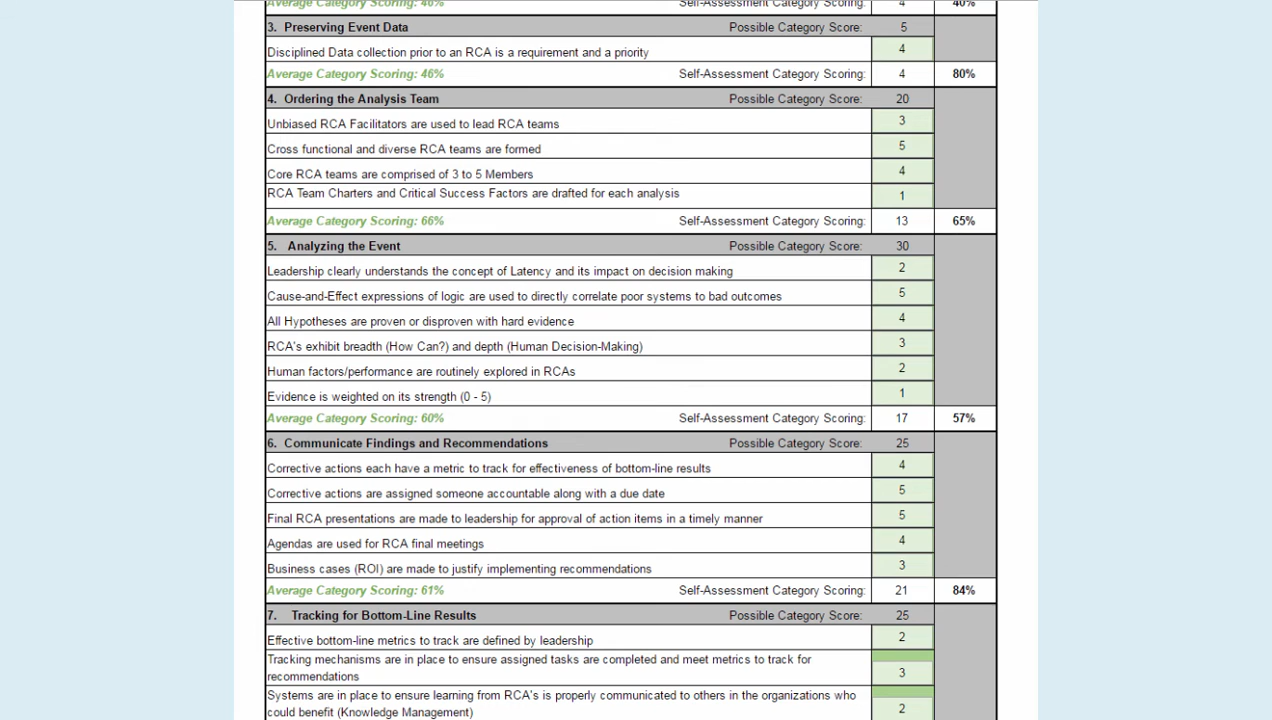 Average Category Scoring: 46% Self-Assessment Category Scoring: 4 40%
3. Preserving Event Data Possible Category Score: 5
Disciplined Data collection prior to an RCA is a requirement and a priority 4
Average Category Scoring: 46% Self-Assessment Category Scoring: 4 80%
4. Ordering the Analysis Team Possible Category Score: 20
Unbiased RCA Facilitators are used to lead RCA teams 3
Cross functional and diverse RCA teams are formed 5
Core RCA teams are comprised of 3 to 5 Members 4
RCA Team Charters and Critical Success Factors are drafted for each analysis 1
Average Category Scoring: 66% Self-Assessment Category Scoring: 13 65%
5. Analyzing the Event Possible Category Score: 30
Leadership clearly understands the concept of Latency and its impact on decision making 2
Cause-and-Effect expressions of logic are used to directly correlate poor systems to bad outcomes 5
All Hypotheses are proven or disproven with hard evidence 4
RCA's exhibit breadth (How Can?) and depth (Human Decision-Making) 3
Human factors/performance are routinely explored in RCAs 2
Evidence is weighted on its strength (0 - 5) 1
Average Category Scoring: 60% Self-Assessment Category Scoring: 17 57%
6. Communicate Findings and Recommendations Possible Category Score: 25
Corrective actions each have a metric to track for effectiveness of bottom-line results 4
Corrective actions are assigned someone accountable along with a due date 5
Final RCA presentations are made to leadership for approval of action items in a timely manner 5
Agendas are used for RCA final meetings 4
Business cases (ROI) are made to justify implementing recommendations 3
Average Category Scoring: 61% Self-Assessment Category Scoring: 21 84%
7. Tracking for Bottom-Line Results Possible Category Score: 25
Effective bottom-line metrics to track are defined by leadership 2
Tracking mechanisms are in place to ensure assigned tasks are completed and meet metrics to track for
recommendations 3
Systems are in place to ensure learning from RCA's is properly communicated to others in the organizations who
could benefit (Knowledge Management) 2